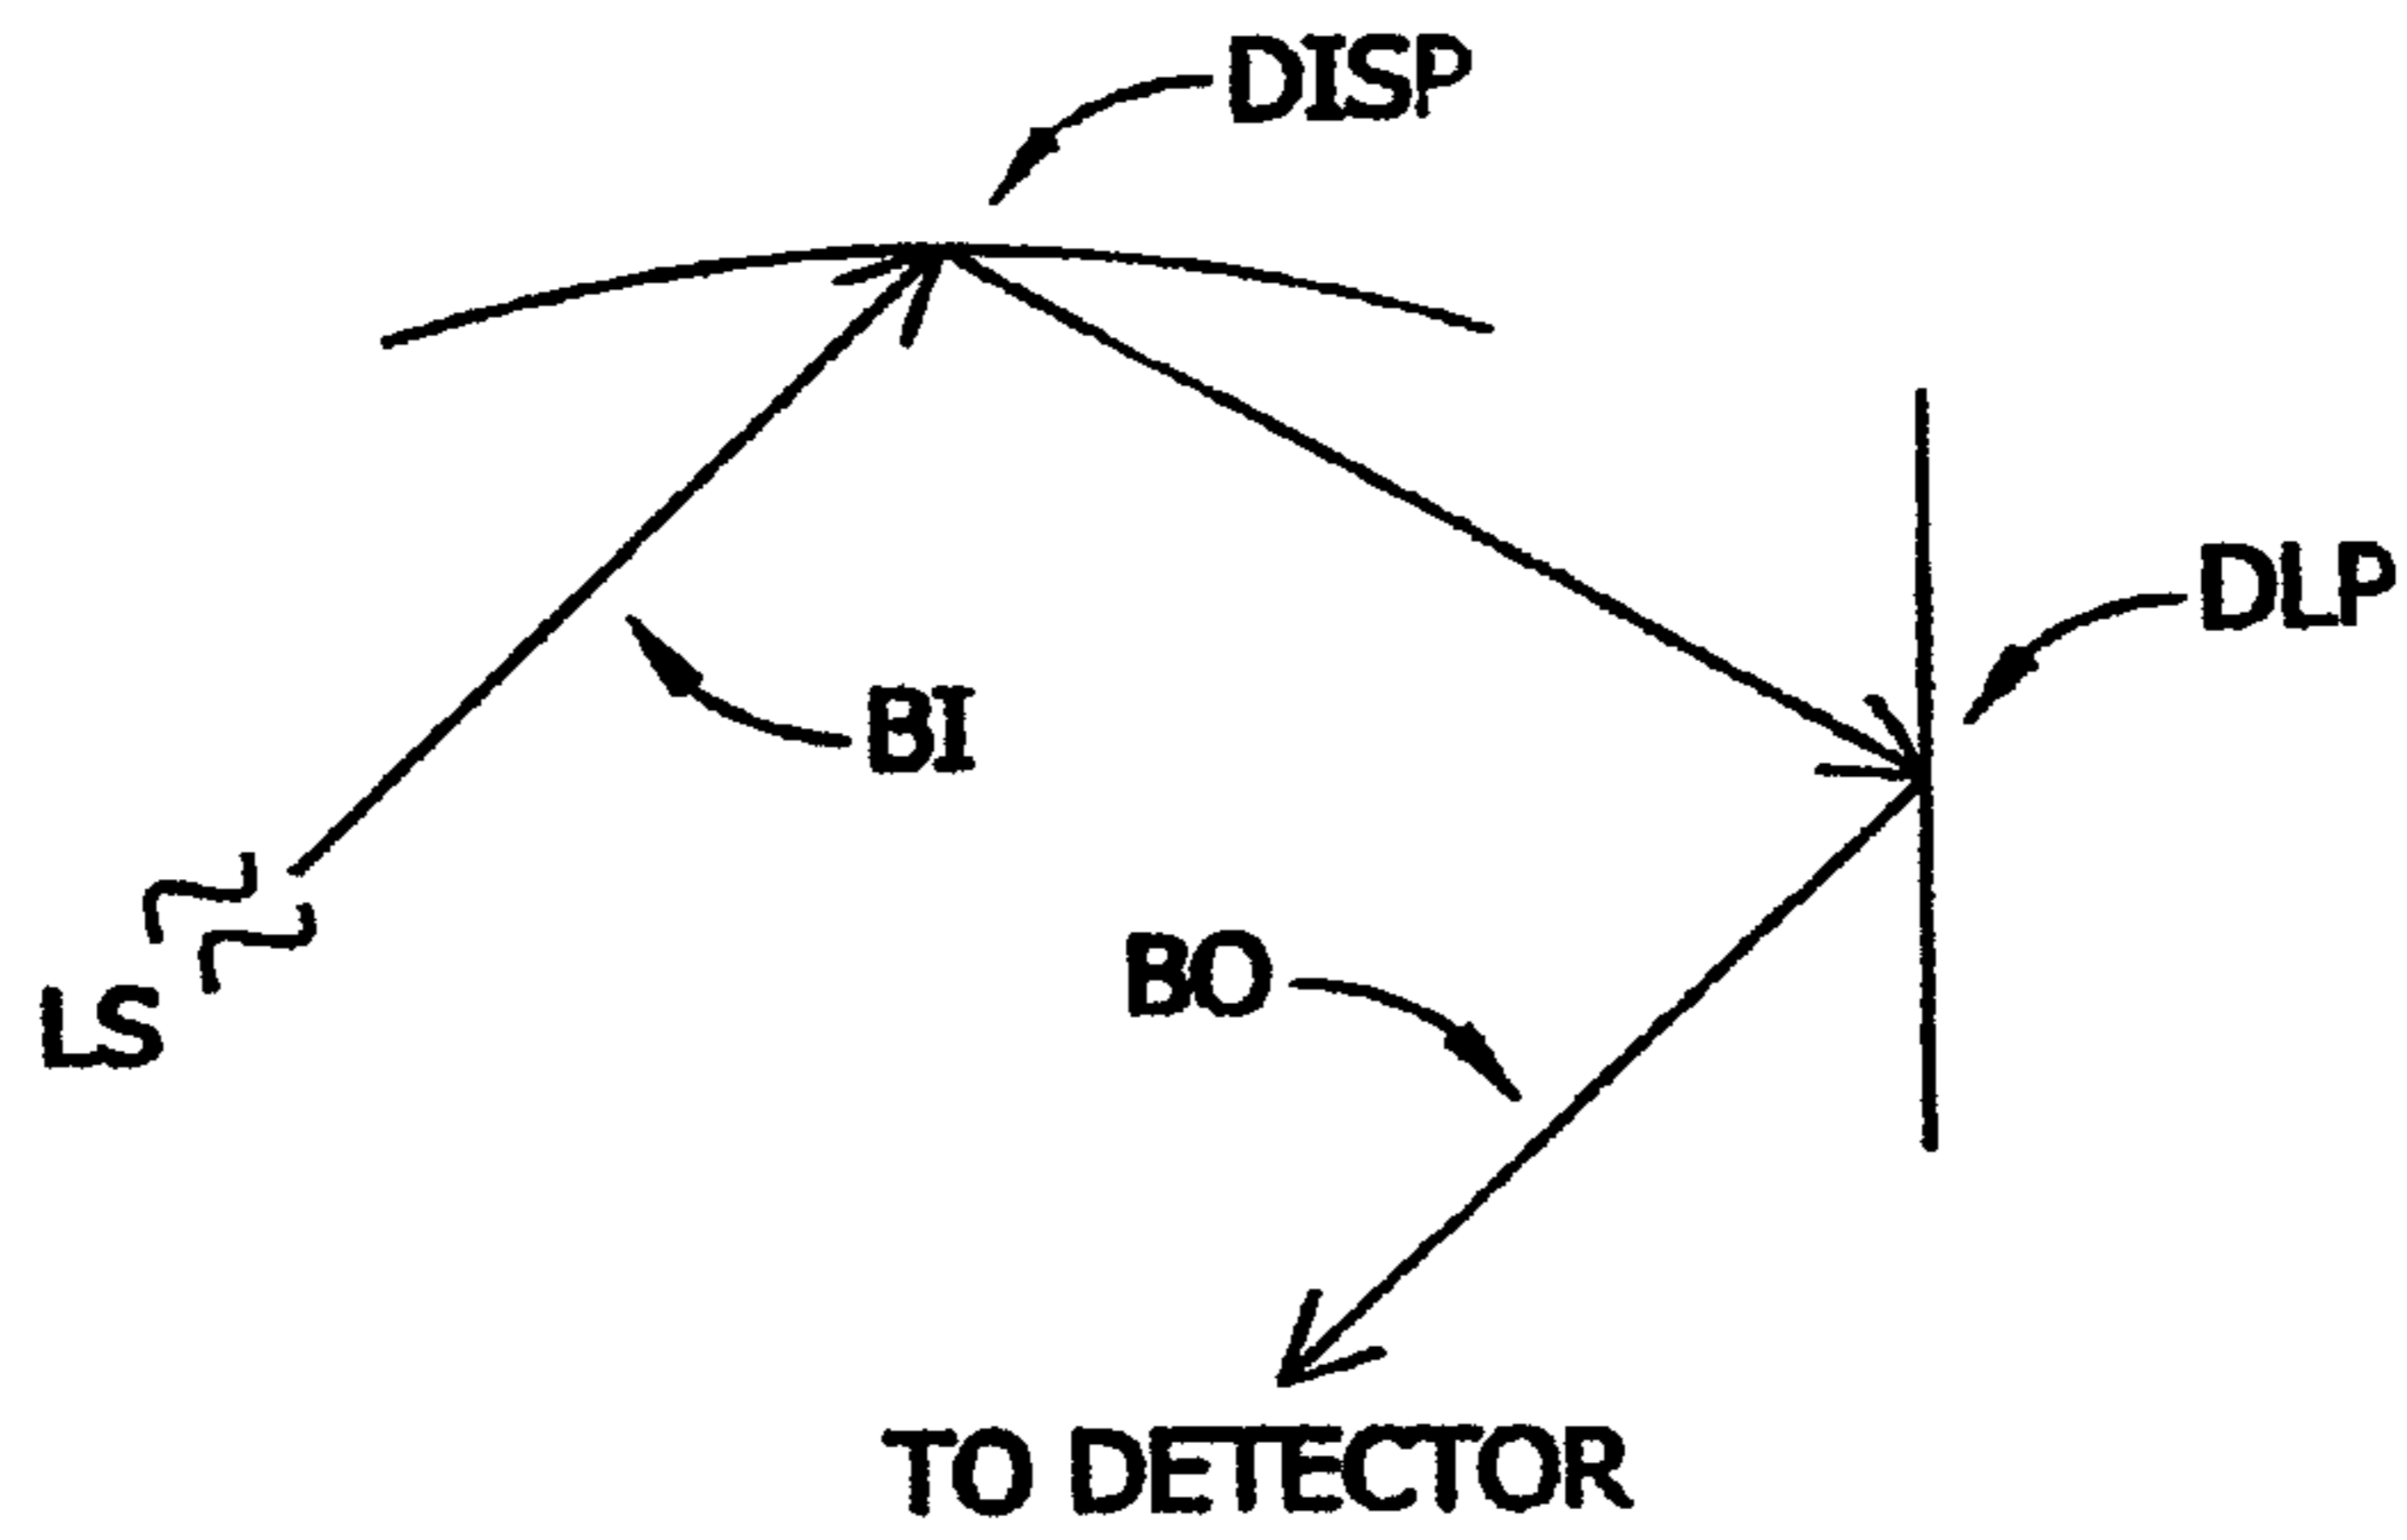 DISP
DLP
BI
BO
LS
TO DETECTOR